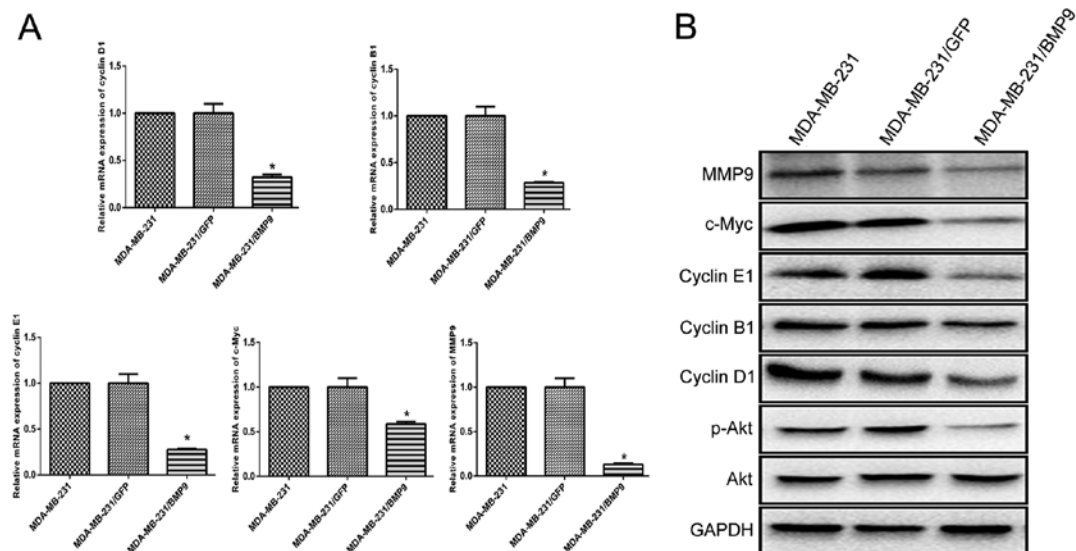 A
Relative mRNA expression of cyclin D1
1.5
1.0
0.5
0.0
*
MDA-MB-231
MDA-MB-231/GFP
MDA-MB-231/BMP9
Relative mRNA expression of cyclin B1
1.5
1.0
0.5
0.0
*
MDA-MB-231
MDA-MB-231/GFP
MDA-MB-231/BMP9
Relative mRNA expression of cyclin E1
1.5
1.0
0.5
0.0
*
MDA-MB-231
MDA-MB-231/GFP
MDA-MB-231/BMP9
Relative mRNA expression of c-Myc
1.5
1.0
0.5
0.0
*
MDA-MB-231
MDA-MB-231/GFP
MDA-MB-231/BMP9
Relative mRNA expression of MMP9
1.5
1.0
0.5
0.0
*
MDA-MB-231
MDA-MB-231/GFP
MDA-MB-231/BMP9
B
MDA-MB-231
MDA-MB-231/GFP
MDA-MB-231/BMP9
MMP9
c-Myc
Cyclin E1
Cyclin B1
Cyclin D1
p-Akt
Akt
GAPDH